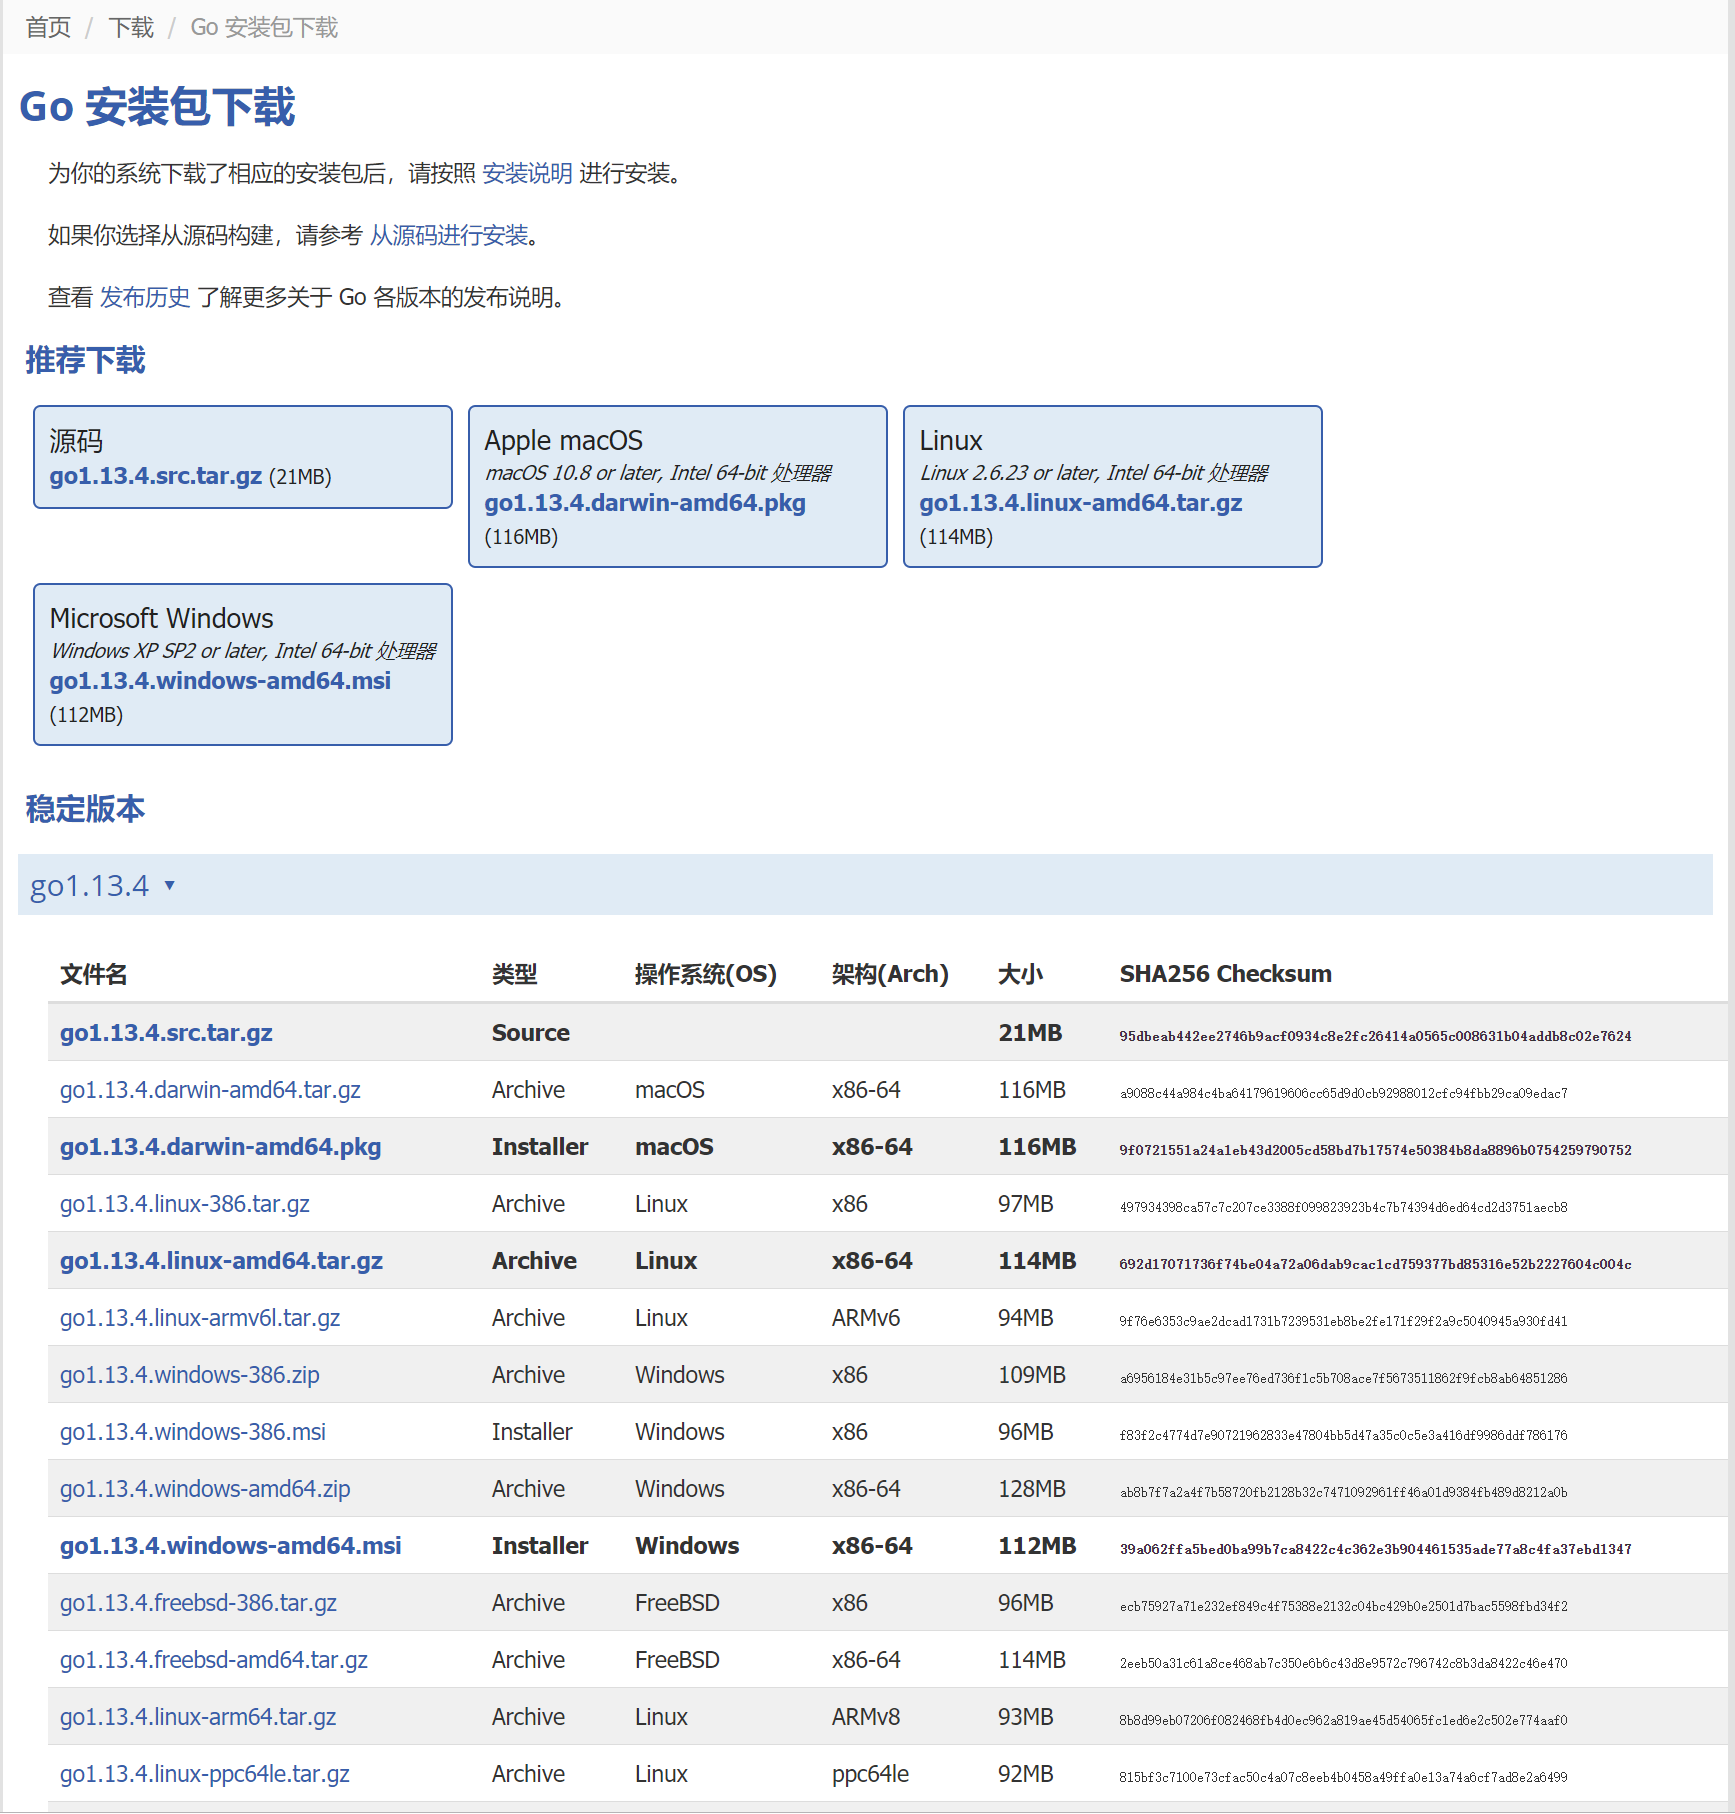 首页 / 下载 / Go 安装包下载
Go 安装包下载
为你的系统下载了相应的安装包后，请按照 安装说明 进行安装。
如果你选择从源码构建，请参考 从源码进行安装。
查看 发布历史 了解更多关于 Go 各版本的发布说明。
推荐下载
源码
go1.13.4.src.tar.gz (21MB)
Apple macOS
macOS 10.8 or later, Intel 64-bit 处理器
go1.13.4.darwin-amd64.pkg
(116MB)
Linux
Linux 2.6.23 or later, Intel 64-bit 处理器
go1.13.4.linux-amd64.tar.gz
(114MB)
Microsoft Windows
Windows XP SP2 or later, Intel 64-bit 处理器
go1.13.4.windows-amd64.msi
(112MB)
稳定版本
go1.13.4 ▾
文件名 类型 操作系统(OS) 架构(Arch) 大小 SHA256 Checksum
go1.13.4.src.tar.gz Source 21MB 95dbeab442ee2746b9acf0934c8e2fc26414a0565c008631b04addb8c02e7624
go1.13.4.darwin-amd64.tar.gz Archive macOS x86-64 116MB a9088c44a984c4ba64179619606cc65d9d0cb92988012cfc94fbb29ca09edac7
go1.13.4.darwin-amd64.pkg Installer macOS x86-64 116MB 9f0721551a24a1eb43d2005cd58bd7b17574e50384b8da8896b0754259790752
go1.13.4.linux-386.tar.gz Archive Linux x86 97MB 497934398ca57c7c207ce3388f099823923b4c7b74394d6ed64cd2d3751aecb8
go1.13.4.linux-amd64.tar.gz Archive Linux x86-64 114MB 692d17071736f74be04a72a06dab9cac1cd759377bd85316e52b2227604c004c
go1.13.4.linux-armv6l.tar.gz Archive Linux ARMv6 94MB 9f76e6353c9ae2dcad1731b7239531eb8be2fe171f29f2a9c5040945a930fd41
go1.13.4.windows-386.zip Archive Windows x86 109MB a6956184e31b5c97ee76ed736f1c5b708ace7f5673511862f9fcb8ab64851286
go1.13.4.windows-386.msi Installer Windows x86 96MB f83f2c4774d7e90721962833e47804bb5d47a35c0c5e3a416df9986ddf786176
go1.13.4.windows-amd64.zip Archive Windows x86-64 128MB ab8b7f7a2a4f7b58720fb2128b32c7471092961ff46a01d9384fb489d8212a0b
go1.13.4.windows-amd64.msi Installer Windows x86-64 112MB 39a062ffa5bed0ba99b7ca8422c4c362e3b904461535ade77a8c4fa37ebd1347
go1.13.4.freebsd-386.tar.gz Archive FreeBSD x86 96MB ecb75927a71e232ef849c4f75388e2132c04bc429b0e2501d7bac5598fbd34f2
go1.13.4.freebsd-amd64.tar.gz Archive FreeBSD x86-64 114MB 2eeb50a31c61a8ce468ab7c350e6b6c43d8e9572c796742c8b3da8422c46e470
go1.13.4.linux-arm64.tar.gz Archive Linux ARMv8 93MB 8b8d99eb07206f082468fb4d0ec962a819ae45d54065fc1ed6e2c502e774aaf0
go1.13.4.linux-ppc64le.tar.gz Archive Linux ppc64le 92MB 815bf3c7100e73cfac50c4a07c8eeb4b0458a49ffa0e13a74a6cf7ad8e2a6499